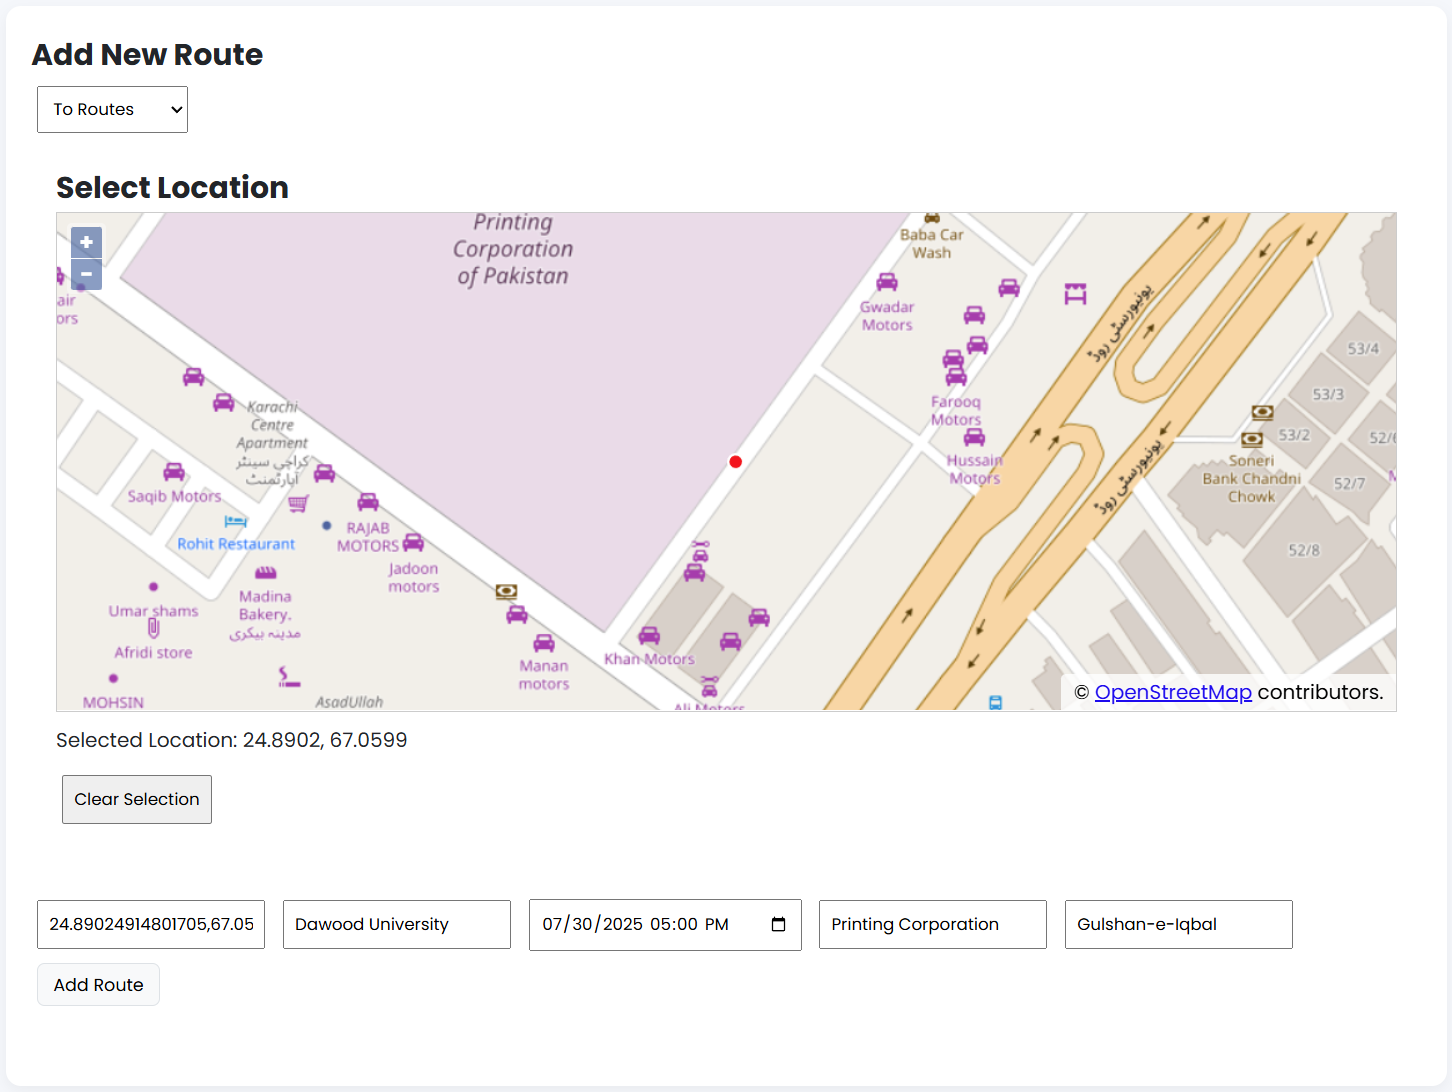 Add New Route
To Routes
Select Location
+
−
Printing
Corporation
of Pakistan
Baba Car
Wash
Gwadar
Motors
air
ors
یونیورسٹی روڈ
53/4
53/3
Farooq
Motors
Karachi
Centre
Apartment
کراچی سینٹر
اپارٹمنٹ
53/2
52/6
Hussain
Motors
یونیورسٹی روڈ
Soneri
Bank Chandni
Chowk
52/7
Saqib Motors
RAJAB
MOTORS
Rohit Restaurant
52/8
Jadoon
motors
Madina
Bakery.
مدینہ بیکری
Umar shams
Afridi store
Khan Motors
Manan
motors
MOHSIN
AsadUllah
Ali Motors
© OpenStreetMap contributors.
Selected Location: 24.8902, 67.0599
Clear Selection
24.89024914801705,67.05
Dawood University
07/30/2025 05:00 PM
Printing Corporation
Gulshan-e-Iqbal
Add Route